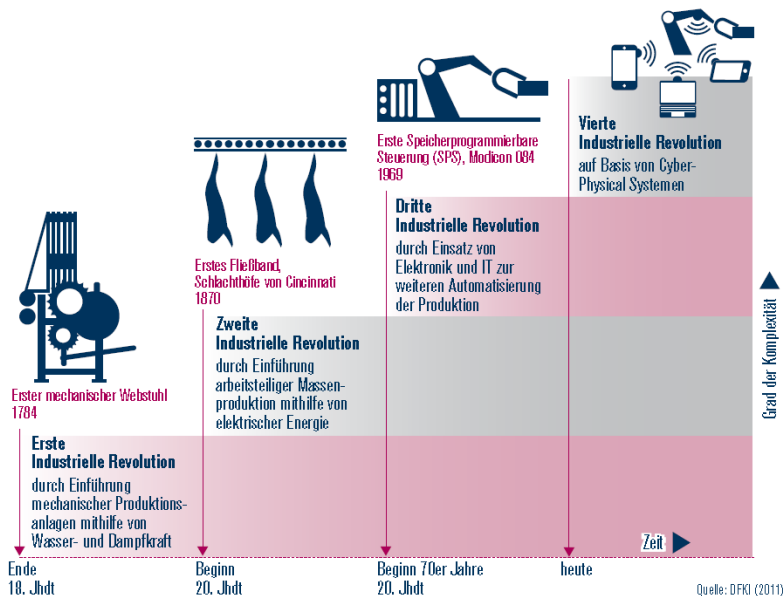 Erster mechanischer Webstuhl
1784
Erste
Industrielle Revolution
durch Einführung
mechanischer Produktions-
anlagen mithilfe von
Wasser- und Dampfkraft
Ende
18. Jhdt
Erstes Fließband,
Schlachthöfe von Cincinnati
1870
Zweite
Industrielle Revolution
durch Einführung
arbeitsteiliger Massen-
produktion mithilfe von
elektrischer Energie
Beginn
20. Jhdt
Erste Speicherprogrammierbare
Steuerung (SPS), Modicon 084
1969
Dritte
Industrielle Revolution
durch Einsatz von
Elektronik und IT zur
weiteren Automatisierung
der Produktion
Beginn 70er Jahre
20. Jhdt
Vierte
Industrielle Revolution
auf Basis von Cyber-
Physical Systemen
heute
Grad der Komplexität
Zeit
Quelle: DFKI (2011)